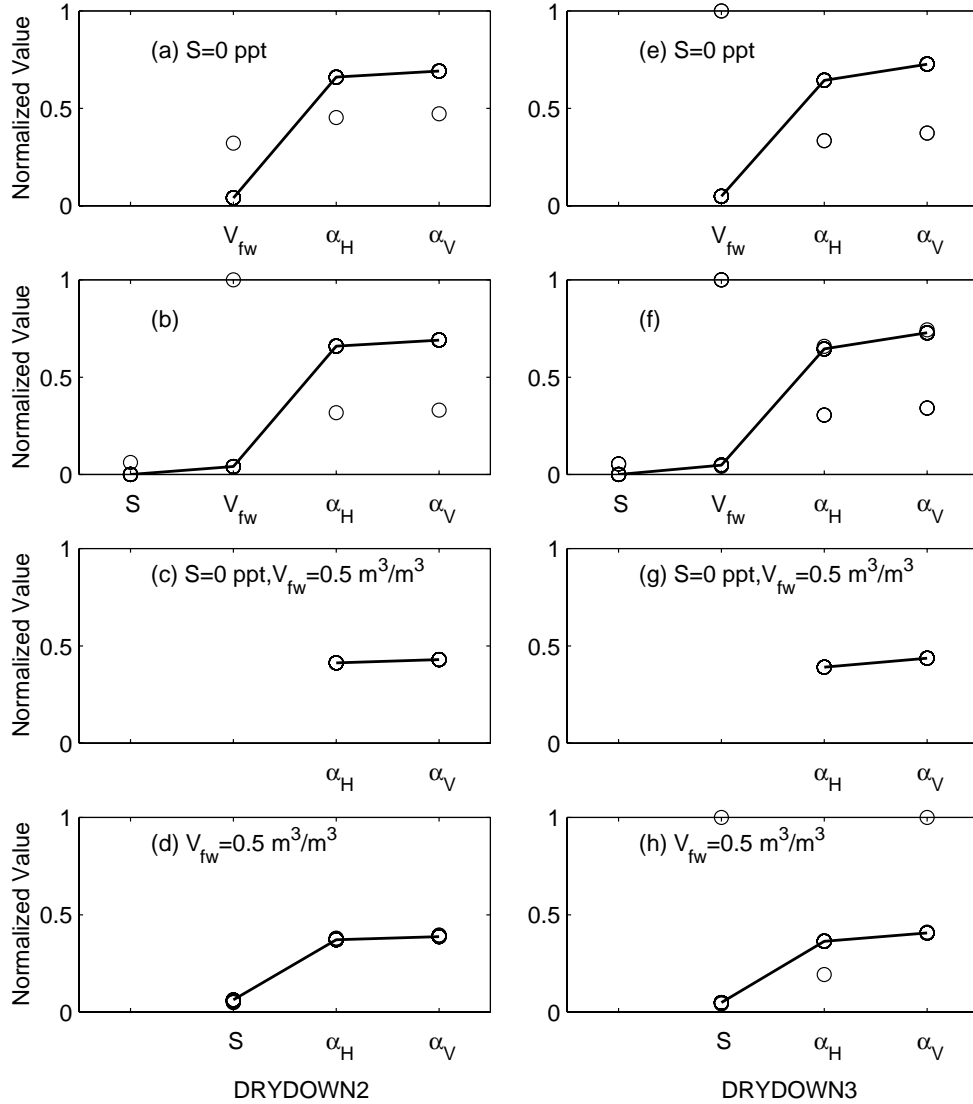 1
0.5
0
Normalized Value
(a) S=0 ppt
V_fw α_H α_V
1
0.5
0
Normalized Value
(b)
S V_fw α_H α_V
1
0.5
0
Normalized Value
(c) S=0 ppt,V_fw=0.5 m^3/m^3
α_H α_V
1
0.5
0
Normalized Value
(d) V_fw=0.5 m^3/m^3
S α_H α_V
DRYDOWN2
1
0.5
0
(e) S=0 ppt
V_fw α_H α_V
1
0.5
0
(f)
S V_fw α_H α_V
1
0.5
0
(g) S=0 ppt,V_fw=0.5 m^3/m^3
α_H α_V
1
0.5
0
(h) V_fw=0.5 m^3/m^3
S α_H α_V
DRYDOWN3